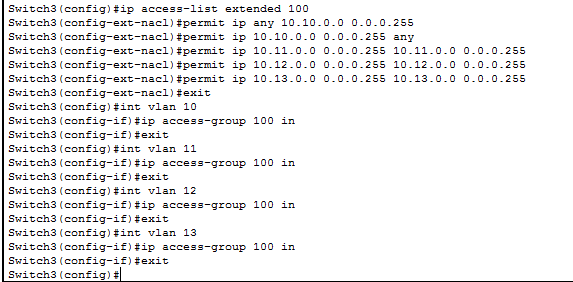 Switch3(config)#ip access-list extended 100
Switch3(config-ext-nacl)#permit ip any 10.10.0.0 0.0.0.255
Switch3(config-ext-nacl)#permit ip 10.10.0.0 0.0.0.255 any
Switch3(config-ext-nacl)#permit ip 10.11.0.0 0.0.0.255 10.11.0.0 0.0.0.255
Switch3(config-ext-nacl)#permit ip 10.12.0.0 0.0.0.255 10.12.0.0 0.0.0.255
Switch3(config-ext-nacl)#permit ip 10.13.0.0 0.0.0.255 10.13.0.0 0.0.0.255
Switch3(config-ext-nacl)#exit
Switch3(config)#int vlan 10
Switch3(config-if)#ip access-group 100 in
Switch3(config-if)#exit
Switch3(config)#int vlan 11
Switch3(config-if)#ip access-group 100 in
Switch3(config-if)#exit
Switch3(config)#int vlan 12
Switch3(config-if)#ip access-group 100 in
Switch3(config-if)#exit
Switch3(config)#int vlan 13
Switch3(config-if)#ip access-group 100 in
Switch3(config-if)#exit
Switch3(config)#